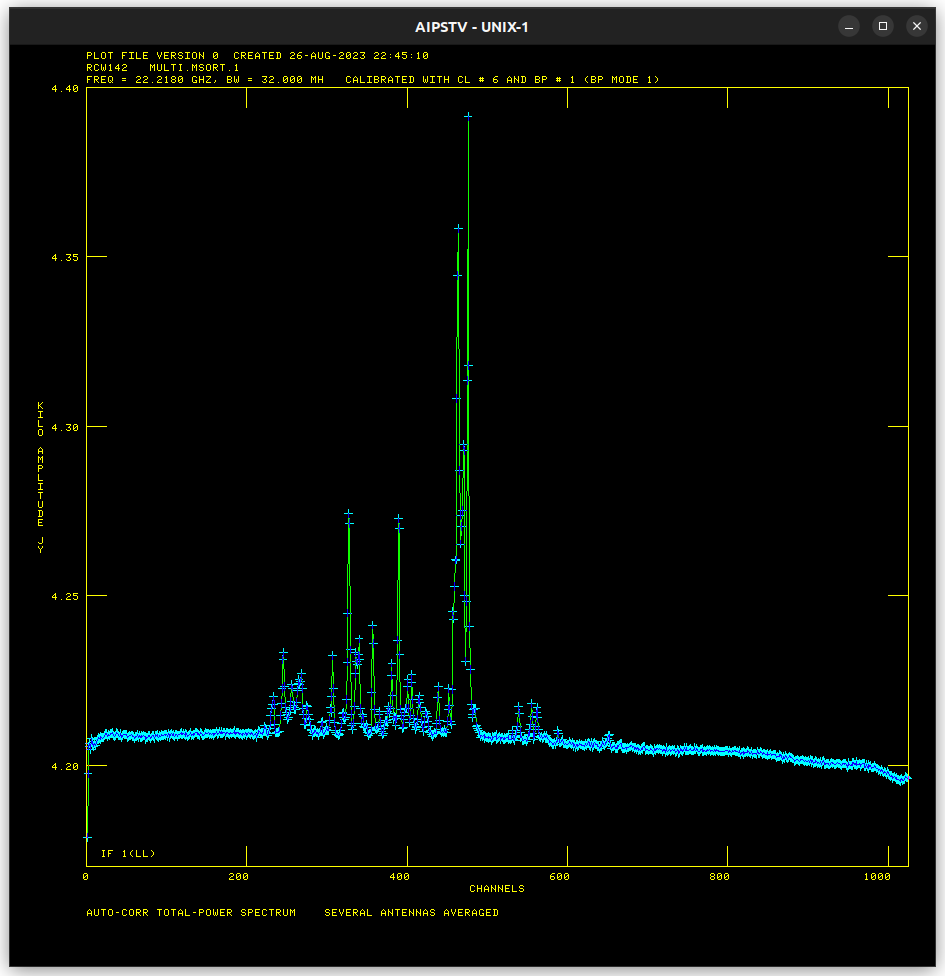 AIPSTV - UNIX-1
PLOT FILE VERSION 0 CREATED 26-AUG-2023 22:45:10
RCW142 MULTI.MSORT.1
FREQ = 22.2180 GHZ, BW = 32.000 MH CALIBRATED WITH CL # 6 AND BP # 1 (BP MODE 1)
4.40
4.35
4.30
4.25
4.20
KILO AMPLITUDE JY
IF 1(LL)
0 200 400 600 800 1000
CHANNELS
AUTO-CORR TOTAL-POWER SPECTRUM SEVERAL ANTENNAS AVERAGED